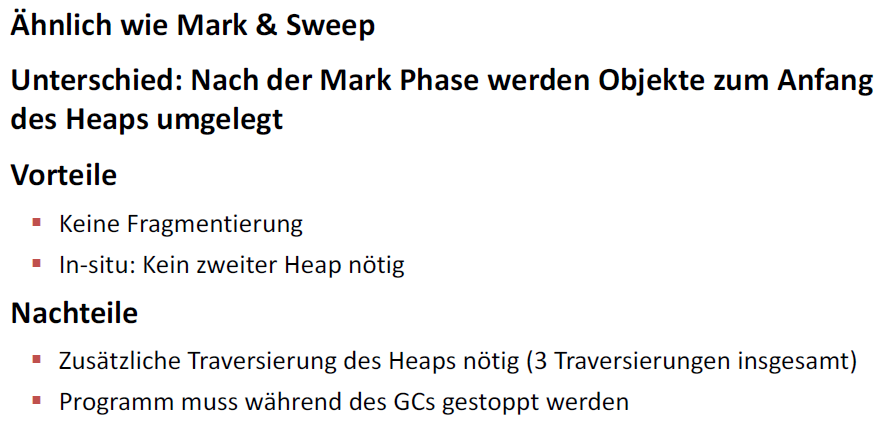 Ähnlich wie Mark & Sweep
Unterschied: Nach der Mark Phase werden Objekte zum Anfang
des Heaps umgelegt
Vorteile
▪ Keine Fragmentierung
▪ In-situ: Kein zweiter Heap nötig
Nachteile
▪ Zusätzliche Traversierung des Heaps nötig (3 Traversierungen insgesamt)
▪ Programm muss während des GCs gestoppt werden